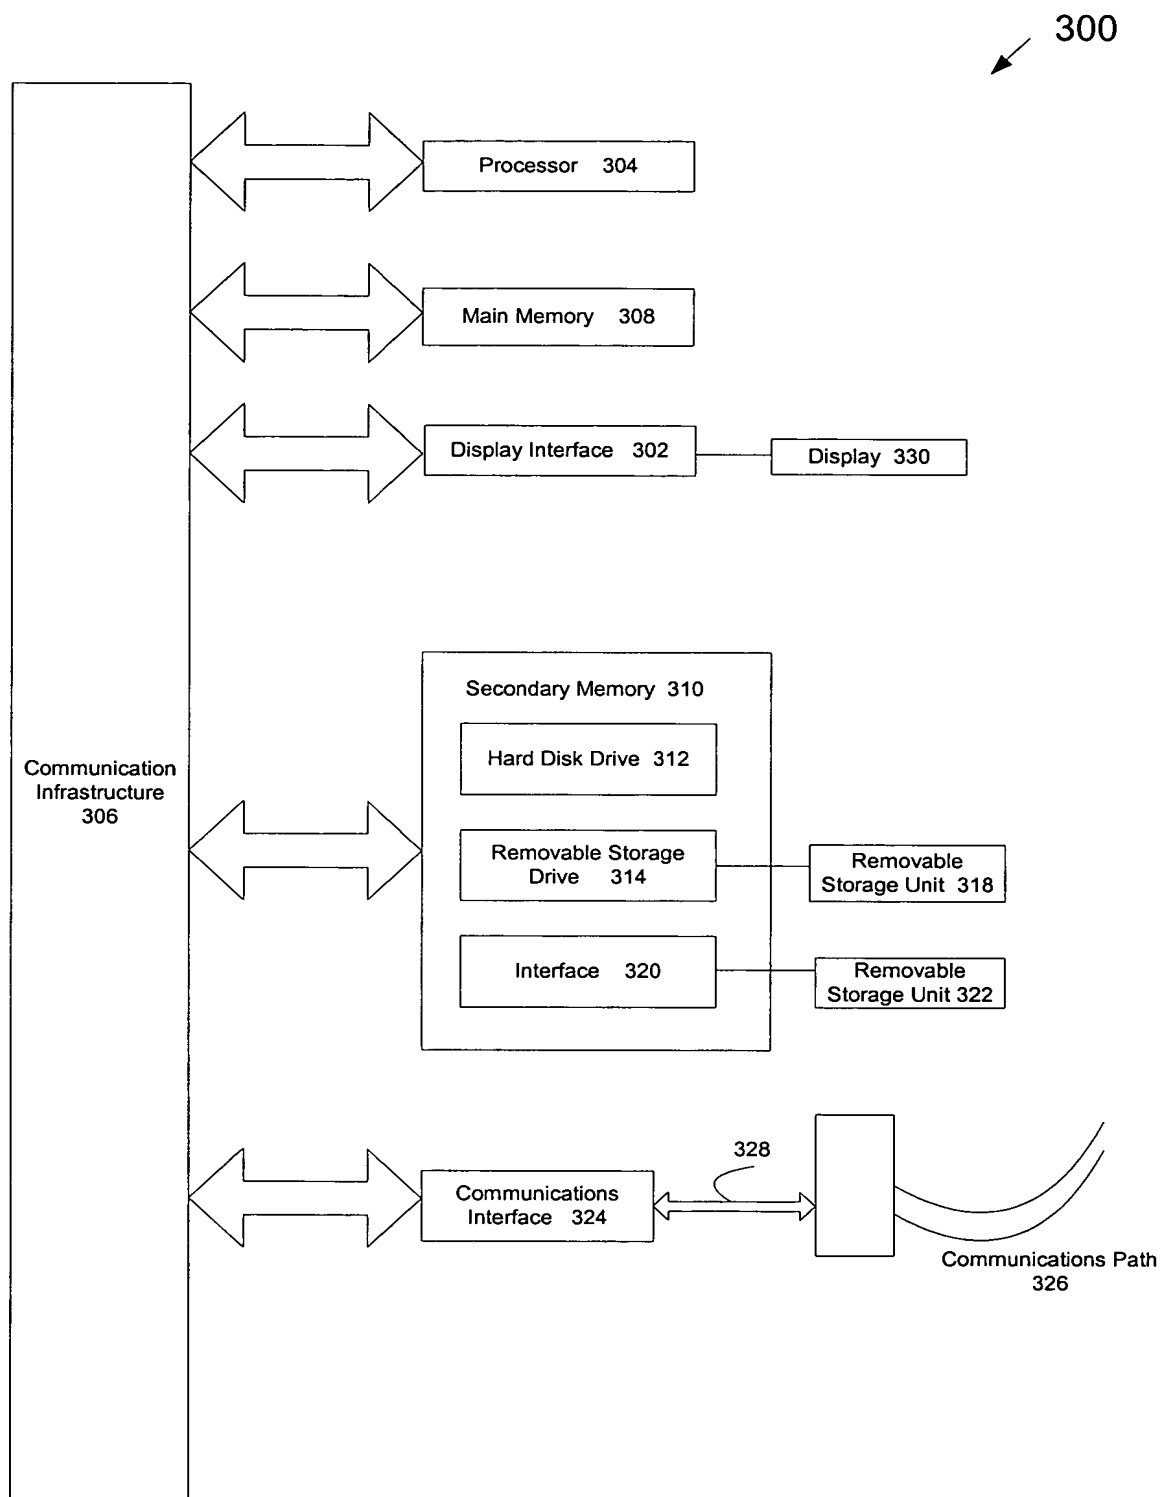 300
Processor 304
Main Memory 308
Display Interface 302
Display 330
Secondary Memory 310
Hard Disk Drive 312
Communication
Infrastructure
306
Removable Storage
Drive 314
Removable
Storage Unit 318
Interface 320
Removable
Storage Unit 322
328
Communications
Interface 324
Communications Path
326